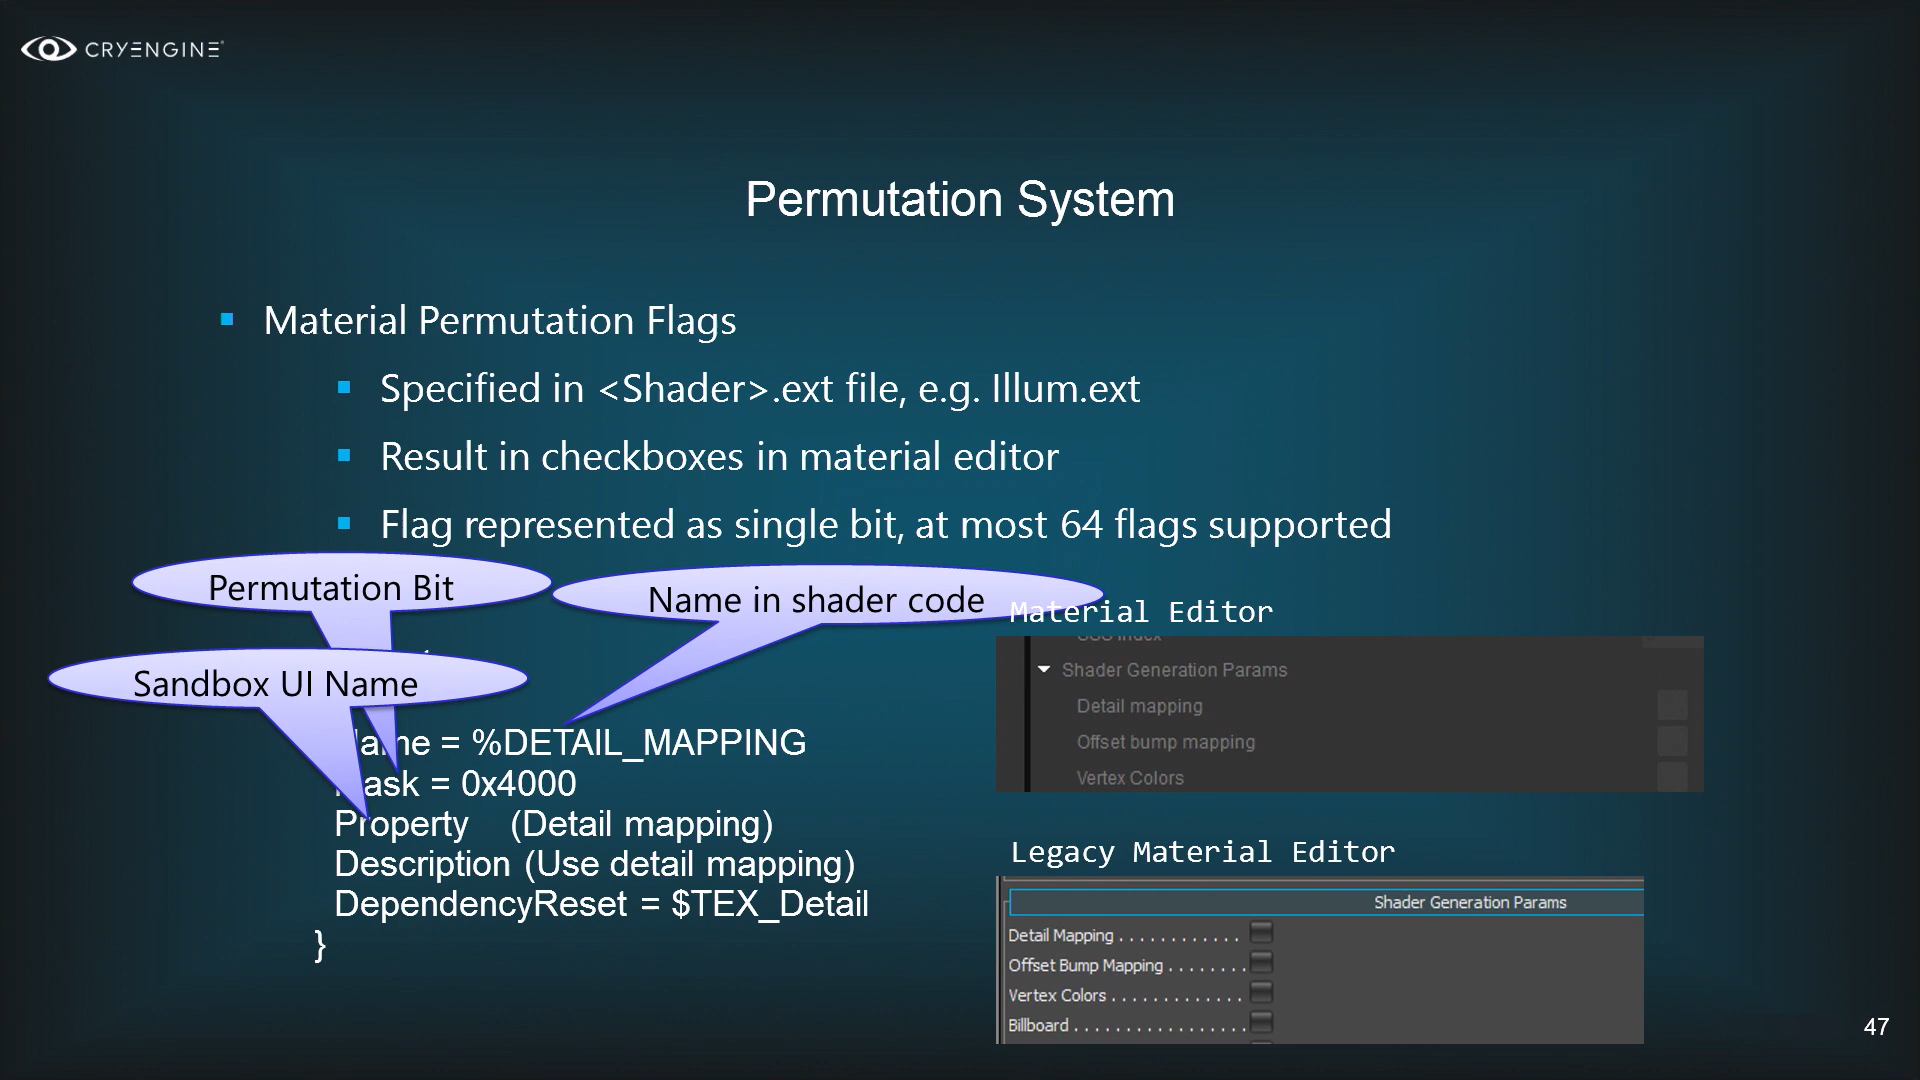 CRYENGINE
Permutation System
Material Permutation Flags
Specified in <Shader>.ext file, e.g. Illum.ext
Result in checkboxes in material editor
Flag represented as single bit, at most 64 flags supported
Permutation Bit
Name in shader code
Sandbox UI Name
Name = %DETAIL_MAPPING
Mask = 0x4000
Property (Detail mapping)
Description (Use detail mapping)
DependencyReset = $TEX_Detail
}
Material Editor
Shader Generation Params
Detail mapping
Offset bump mapping
Vertex Colors
Legacy Material Editor
Shader Generation Params
Detail Mapping . . . . . . . . . . . .
Offset Bump Mapping . . . . . . . .
Vertex Colors . . . . . . . . . . . . .
Billboard . . . . . . . . . . . . . . . . .
47